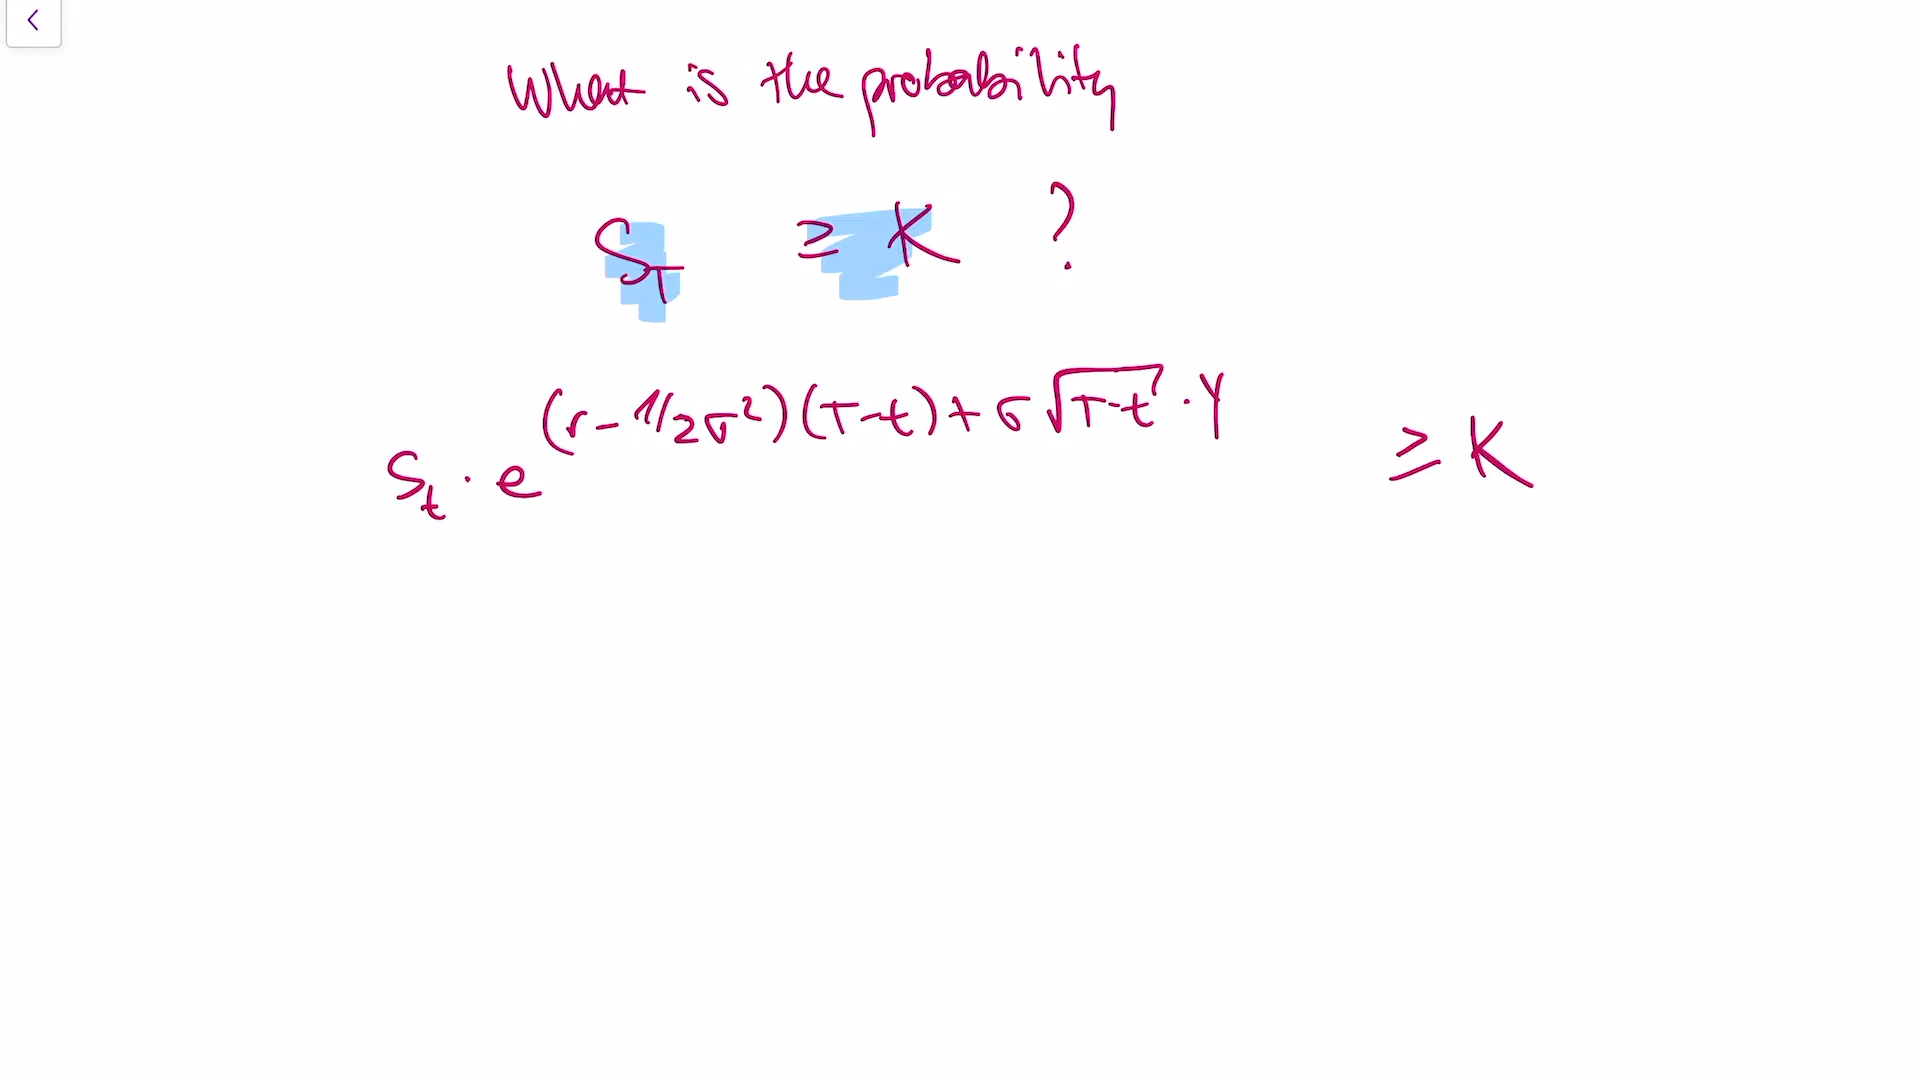 What is the probability
S_T ≥ K ?
S_t · e^{(r - 1/2 σ²)(T-t) + σ √(T-t) · Y} ≥ K